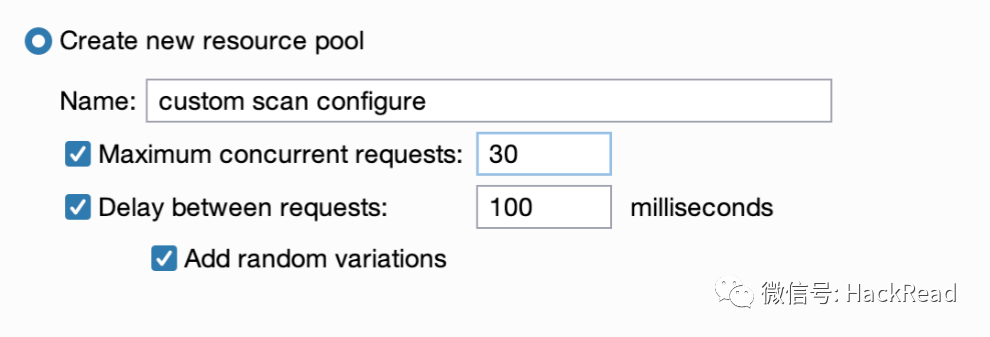 Create new resource pool
Name: custom scan configure
Maximum concurrent requests: 30
Delay between requests: 100 milliseconds
Add random variations
微信号: HackRead